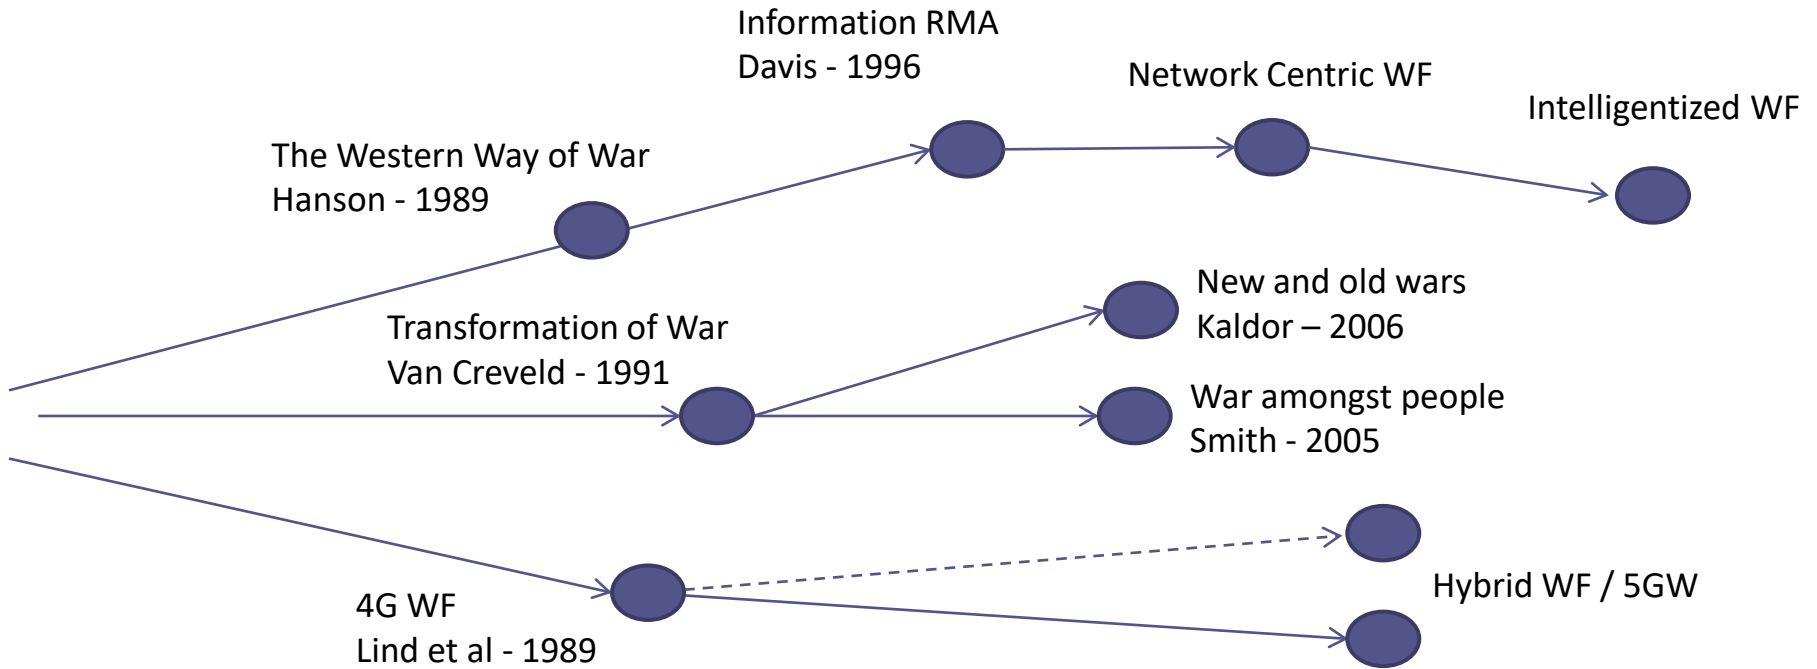 Information RMA
Davis - 1996
Network Centric WF
Intelligentized WF
The Western Way of War
Hanson - 1989
New and old wars
Kaldor – 2006
Transformation of War
Van Creveld - 1991
War amongst people
Smith - 2005
Hybrid WF / 5GW
4G WF
Lind et al - 1989